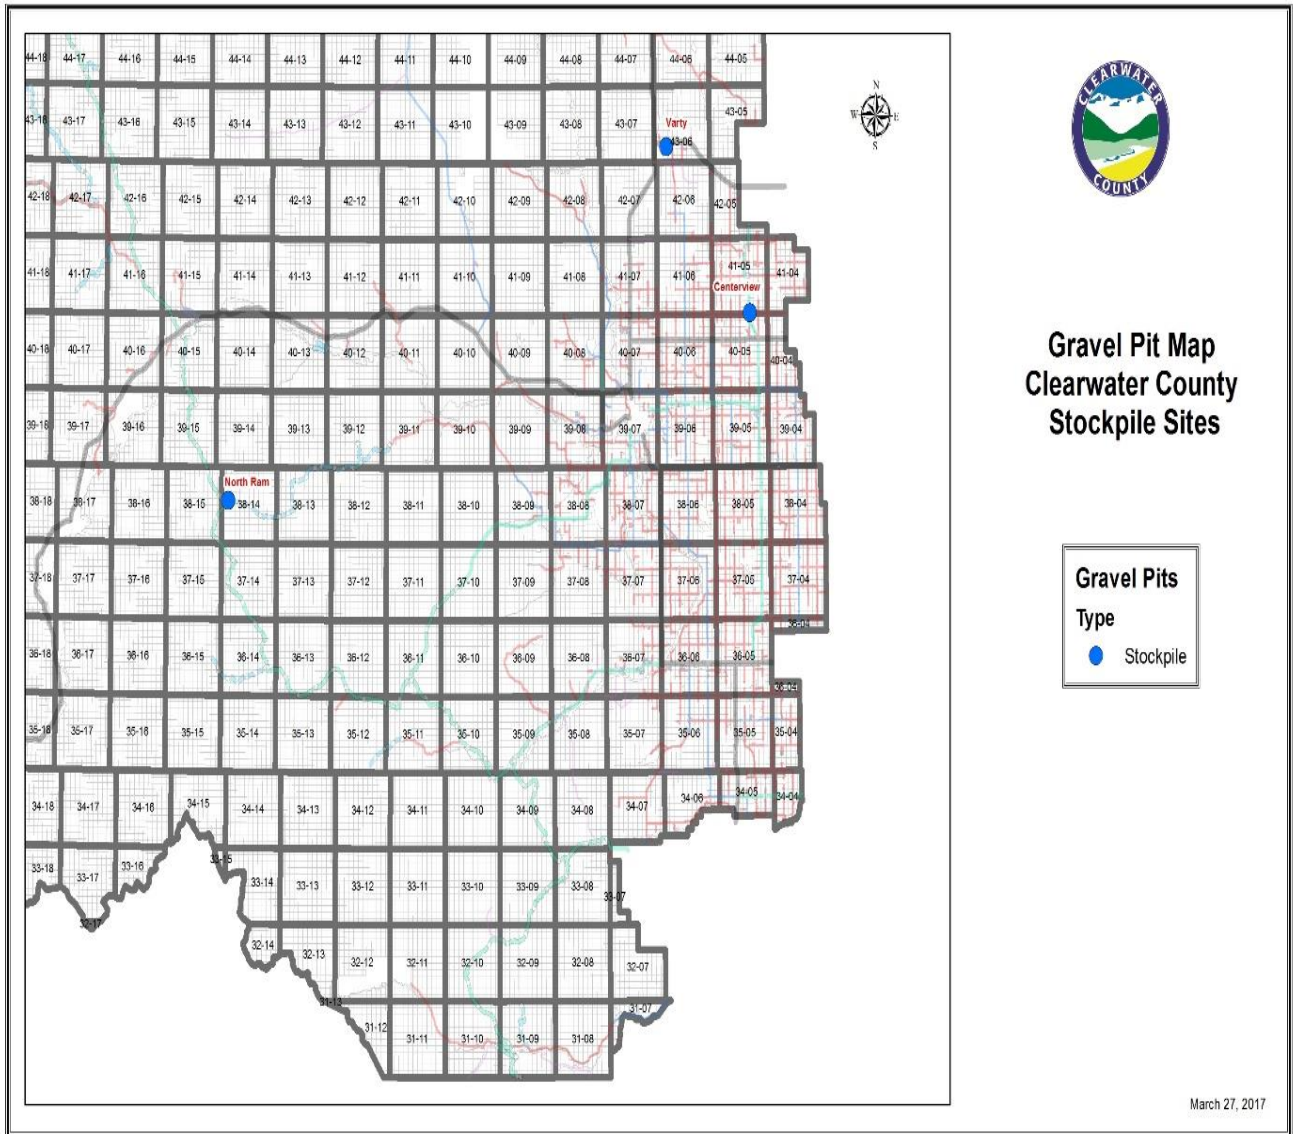 44-18 44-17 44-16 44-15 44-14 44-13 44-12 44-11 44-10 44-09 44-08 44-07 44-06 44-05
43-18 43-17 43-16 43-15 43-14 43-13 43-12 43-11 43-10 43-09 43-08 43-07 43-06 43-05
Varty
42-18 42-17 42-16 42-15 42-14 42-13 42-12 42-11 42-10 42-09 42-08 42-07 42-06 42-05
41-18 41-17 41-16 41-15 41-14 41-13 41-12 41-11 41-10 41-09 41-08 41-07 41-06 41-05 41-04
Centerview
40-18 40-17 40-16 40-15 40-14 40-13 40-12 40-11 40-10 40-09 40-08 40-07 40-06 40-05 40-04
39-18 39-17 39-16 39-15 39-14 39-13 39-12 39-11 39-10 39-09 39-08 39-07 39-06 39-05 39-04
North Ram
38-18 38-17 38-16 38-15 38-14 38-13 38-12 38-11 38-10 38-09 38-08 38-07 38-06 38-05 38-04
37-18 37-17 37-16 37-15 37-14 37-13 37-12 37-11 37-10 37-09 37-08 37-07 37-06 37-05 37-04
36-04
36-18 36-17 36-16 36-15 36-14 36-13 36-12 36-11 36-10 36-09 36-08 36-07 36-06 36-05
36-04
35-18 35-17 35-16 35-15 35-14 35-13 35-12 35-11 35-10 35-09 35-08 35-07 35-06 35-05 35-04
34-18 34-17 34-16 34-15 34-14 34-13 34-12 34-11 34-10 34-09 34-08 34-07 34-06 34-05 34-04
33-18 33-17 33-16 33-15 33-14 33-13 33-12 33-11 33-10 33-09 33-08 33-07
32-17 32-14 32-13 32-12 32-11 32-10 32-09 32-08 32-07
31-13 31-12 31-11 31-10 31-09 31-08 31-07
N
W E
S
CLEARWATER
COUNTY
Gravel Pit Map
Clearwater County
Stockpile Sites
Gravel Pits
Type
Stockpile
March 27, 2017